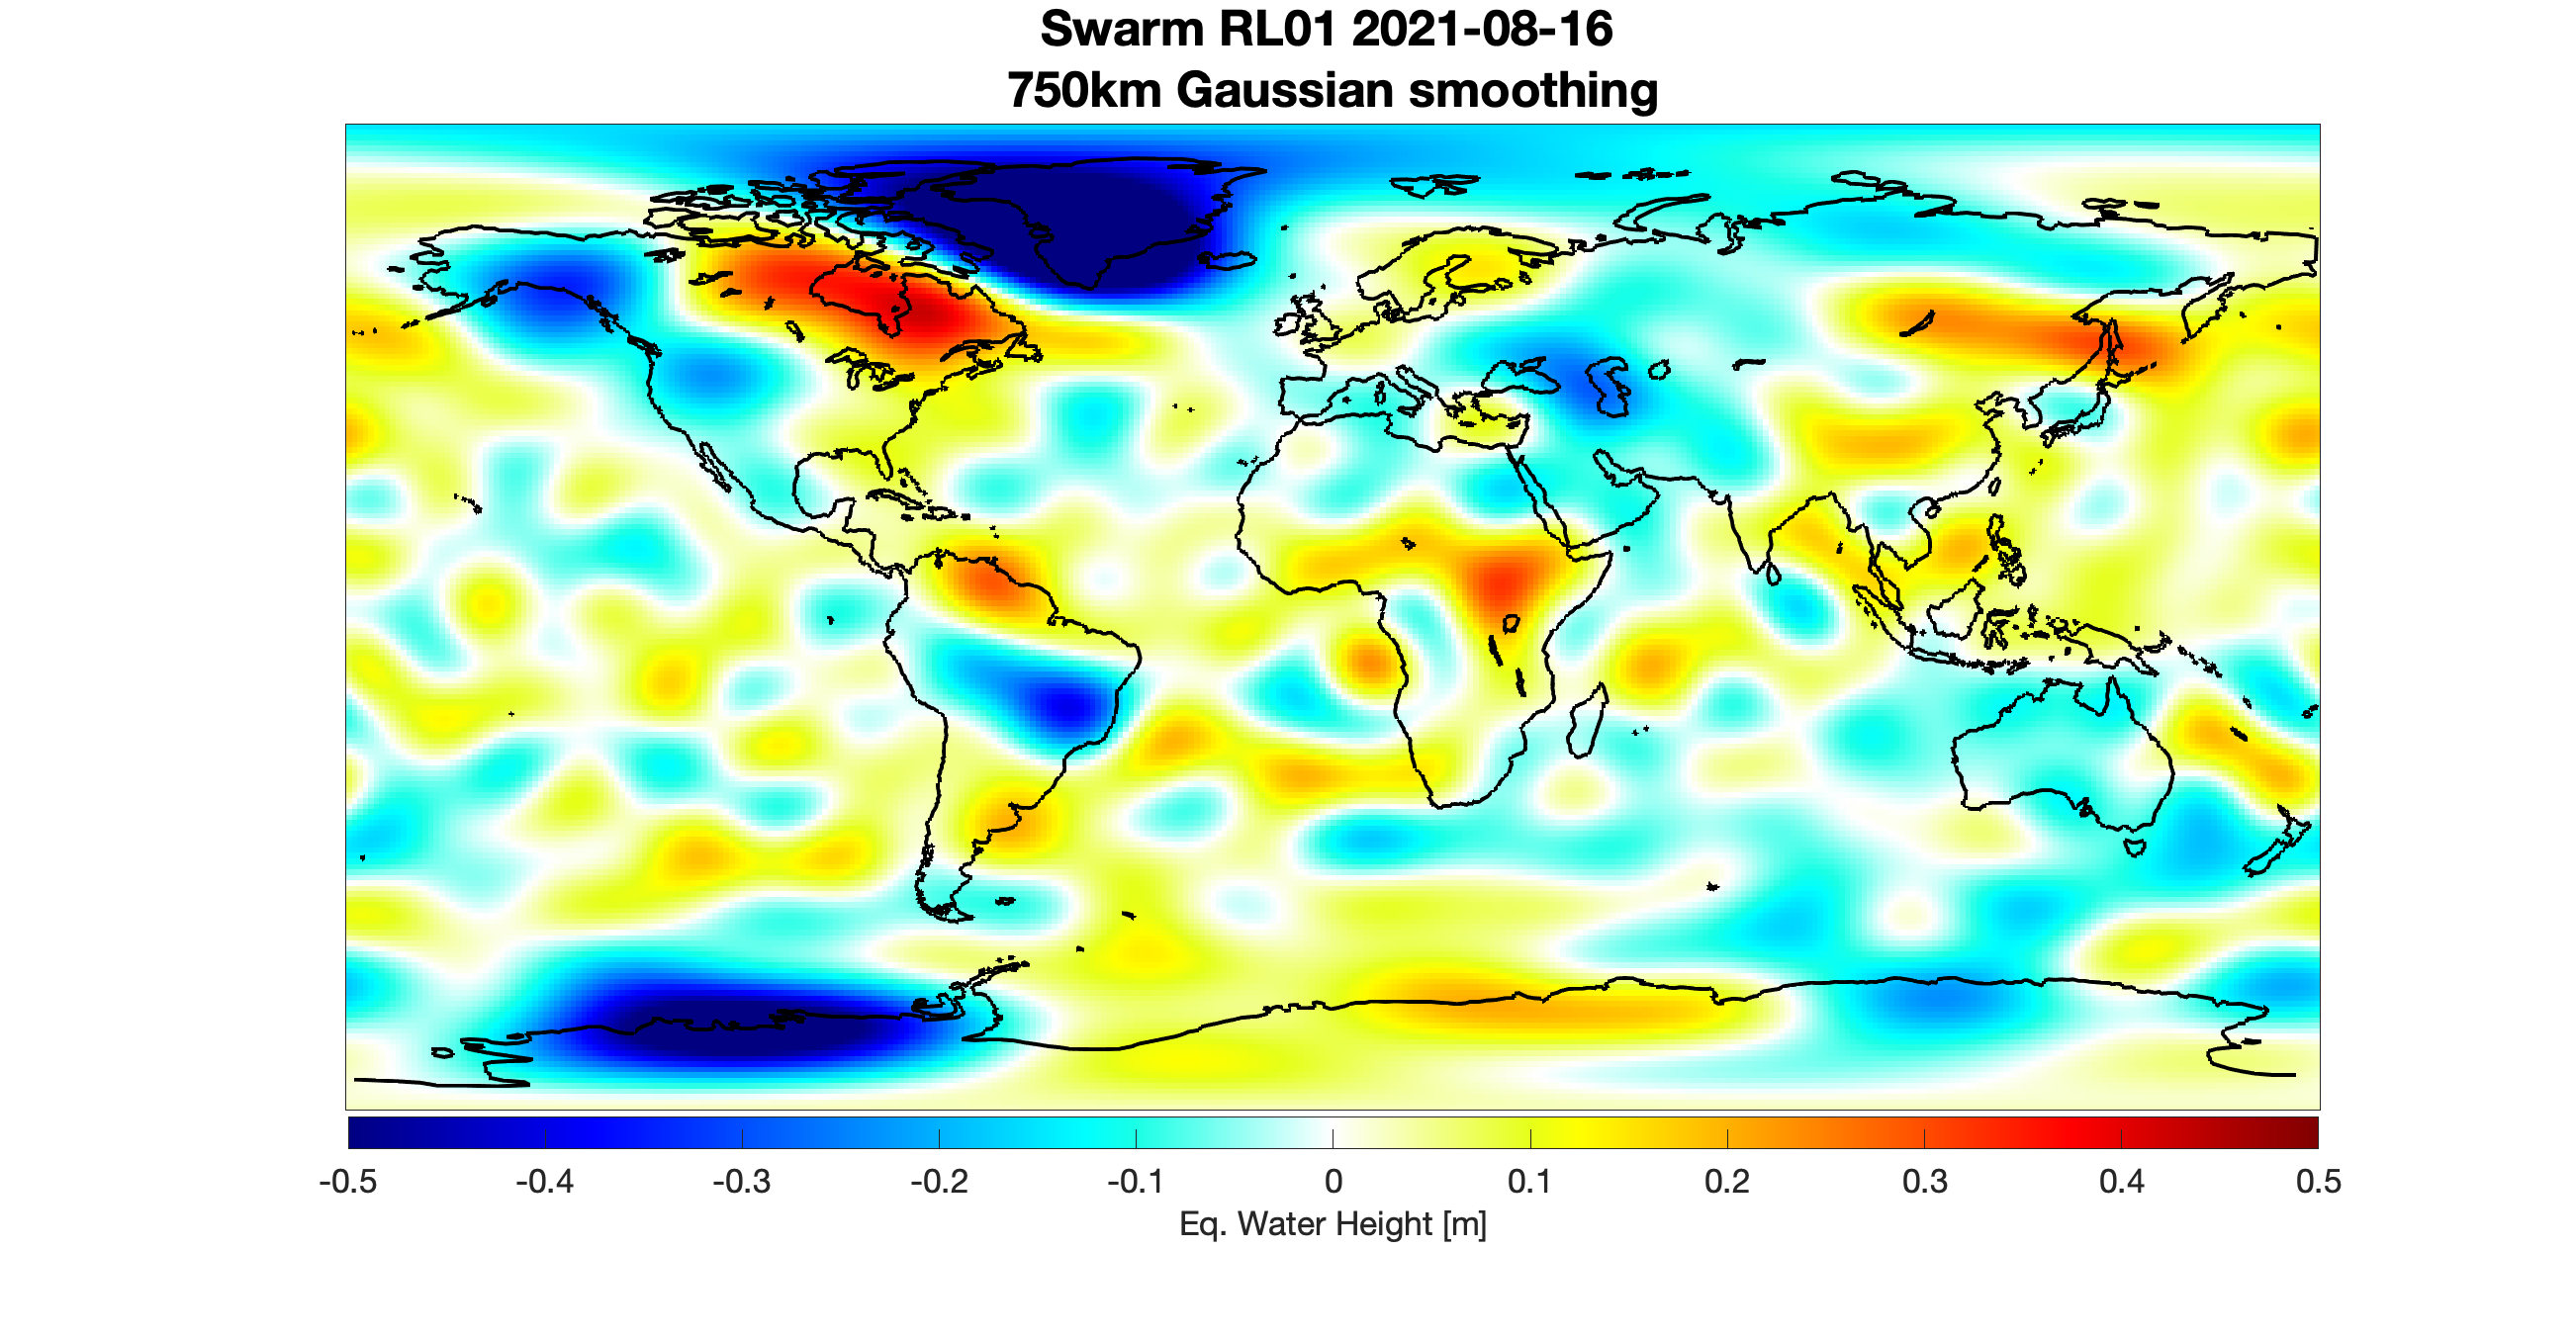 Swarm RL01 2021-08-16
750km Gaussian smoothing
-0.5 -0.4 -0.3 -0.2 -0.1 0 0.1 0.2 0.3 0.4 0.5
Eq. Water Height [m]